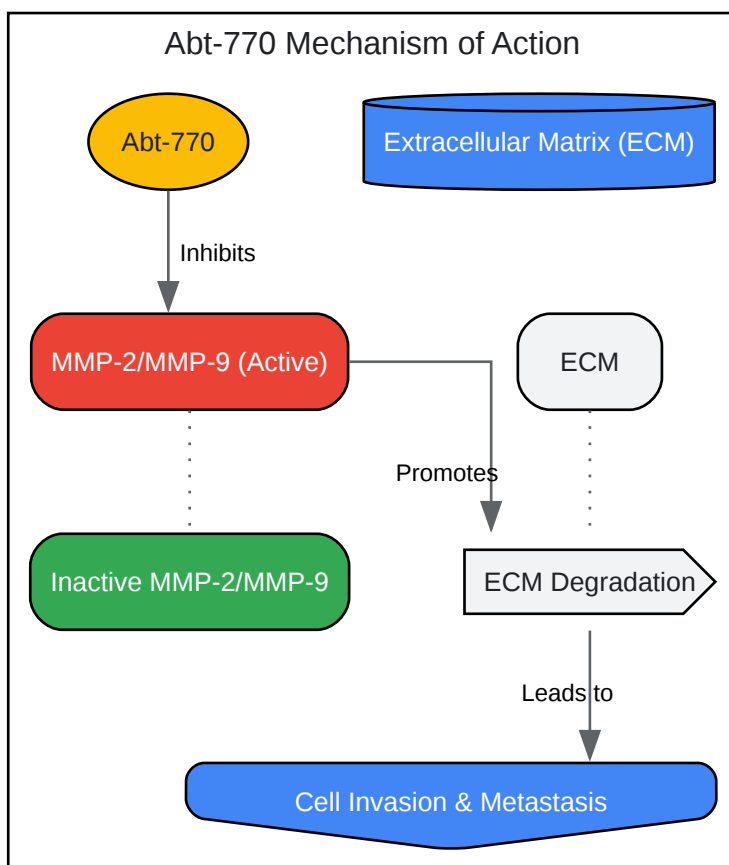 Abt-770 Mechanism of Action
Abt-770
Extracellular Matrix (ECM)
Inhibits
MMP-2/MMP-9 (Active)
ECM
Promotes
Inactive MMP-2/MMP-9
ECM Degradation
Leads to
Cell Invasion & Metastasis